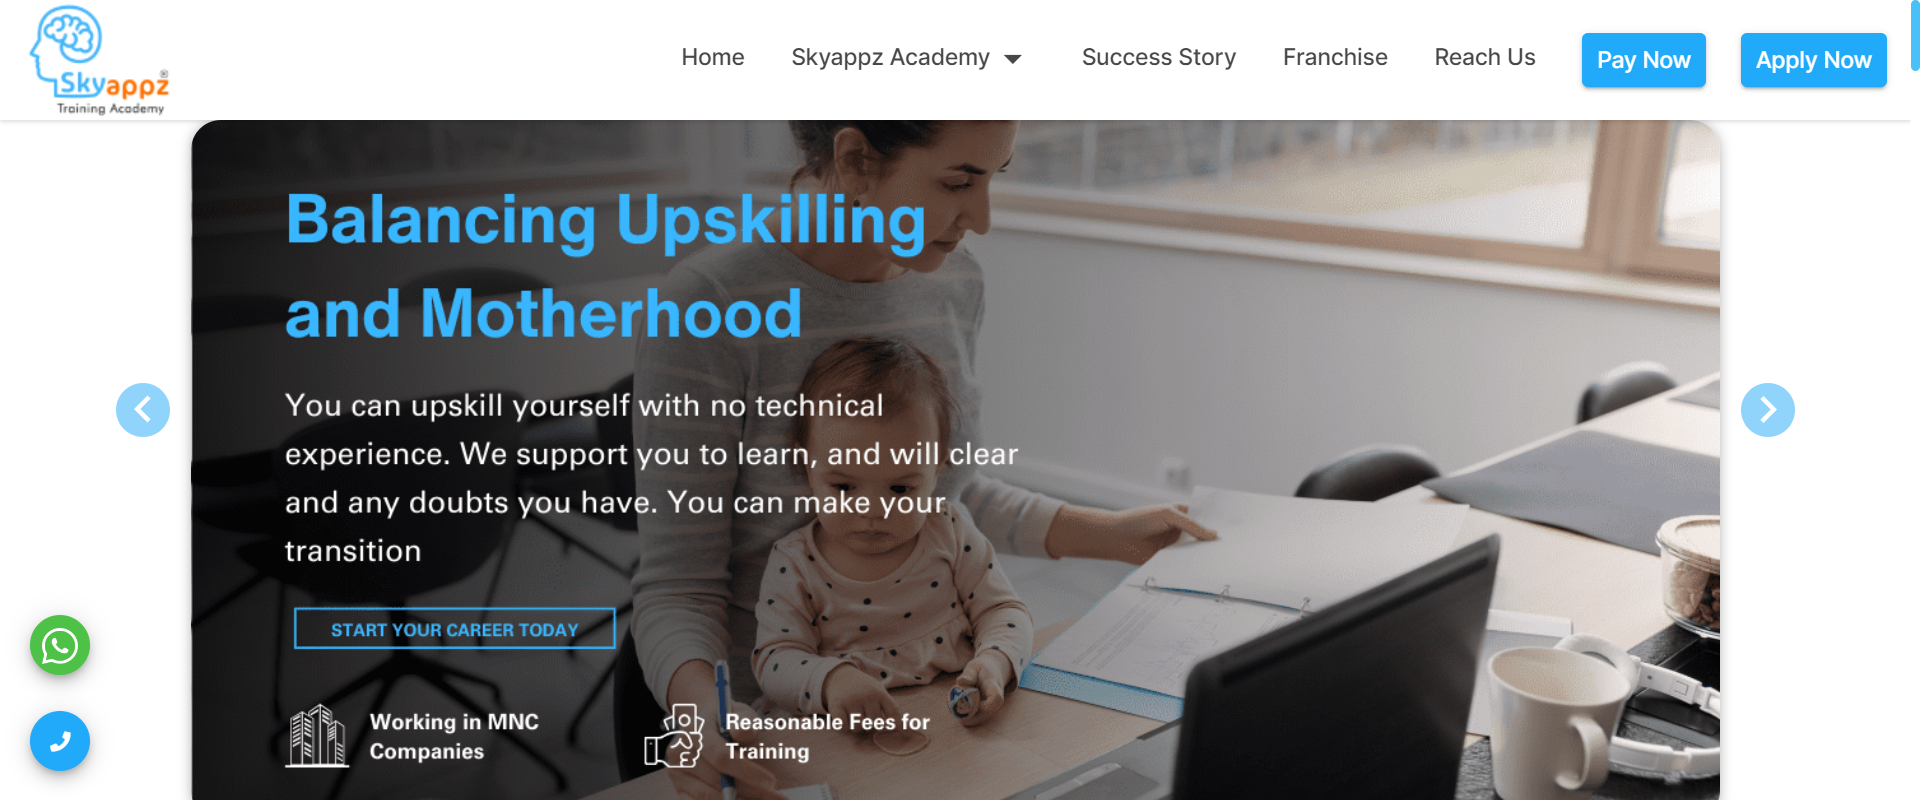 Skyappz®
Training Academy
Home
Skyappz Academy
Success Story
Franchise
Reach Us
Pay Now
Apply Now
Balancing Upskilling
and Motherhood
You can upskill yourself with no technical
experience. We support you to learn, and will clear
and any doubts you have. You can make your
transition
START YOUR CAREER TODAY
Working in MNC
Companies
Reasonable Fees for
Training